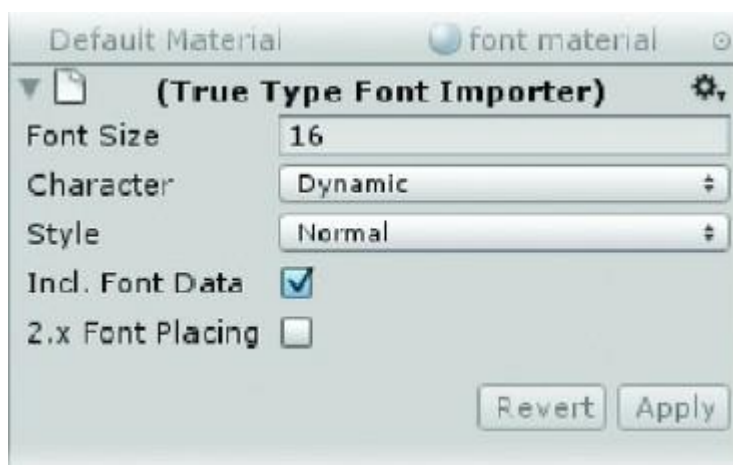 Default Material font material
(True Type Font Importer)
Font Size 16
Character Dynamic
Style Normal
Incl. Font Data
2.x Font Placing
Revert Apply